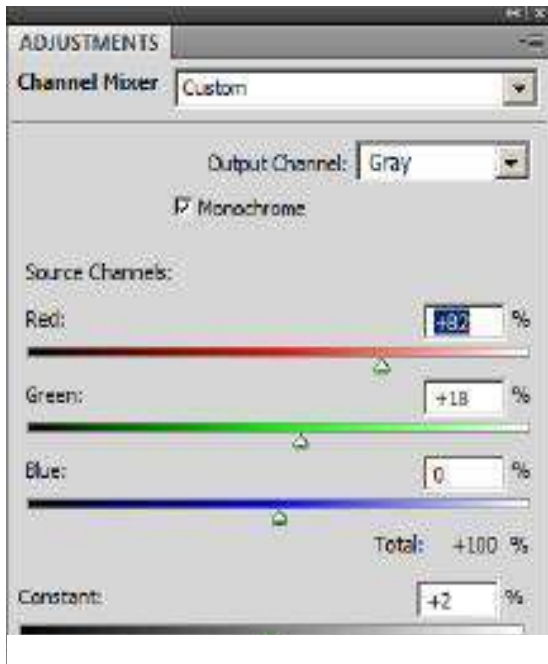 ADJUSTMENTS
Channel Mixer Custom
Output Channel: Gray
Monochrome
Source Channels:
Red: +82 %
Green: +18 %
Blue: 0 %
Total: +100 %
Constant: +2 %